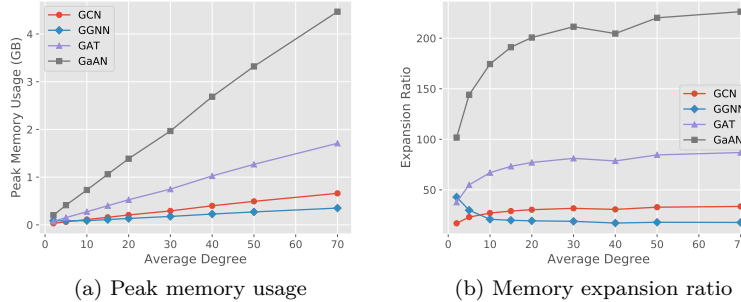 GCN
GGNN
GAT
GaAN
Peak Memory Usage (GB)
4
3
2
1
0
0 10 20 30 40 50 60 70
Average Degree
(a) Peak memory usage
GCN
GGNN
GAT
GaAN
Expansion Ratio
200
150
100
50
0 10 20 30 40 50 60 70
Average Degree
(b) Memory expansion ratio